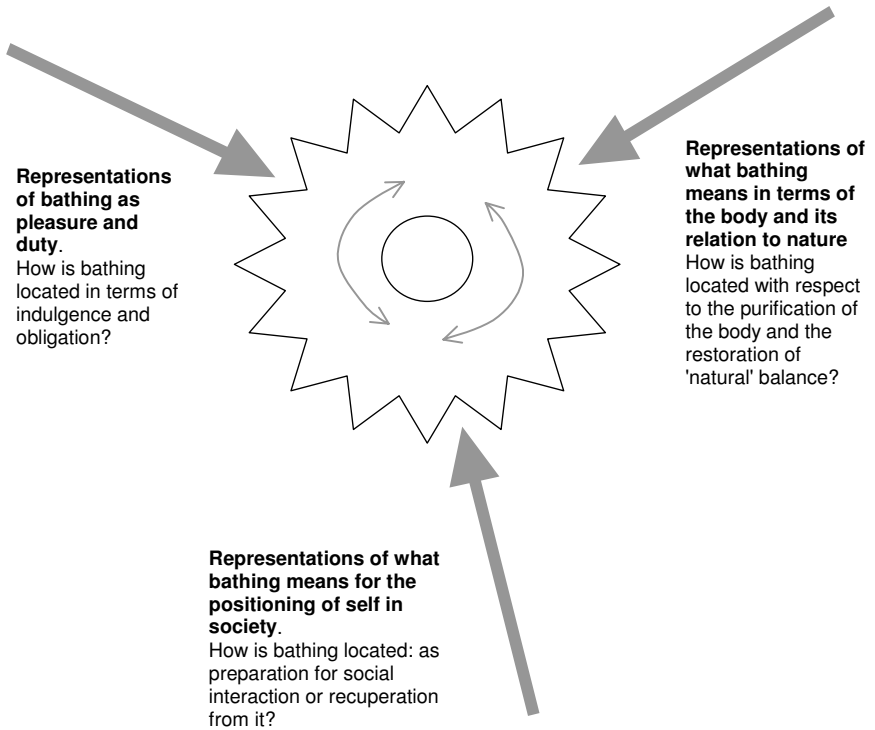 Representations
of bathing as
pleasure and
duty.
How is bathing
located in terms of
indulgence and
obligation?
Representations of
what bathing
means in terms of
the body and its
relation to nature
How is bathing
located with respect
to the purification of
the body and the
restoration of
'natural' balance?
Representations of what
bathing means for the
positioning of self in
society.
How is bathing located: as
preparation for social
interaction or recuperation
from it?